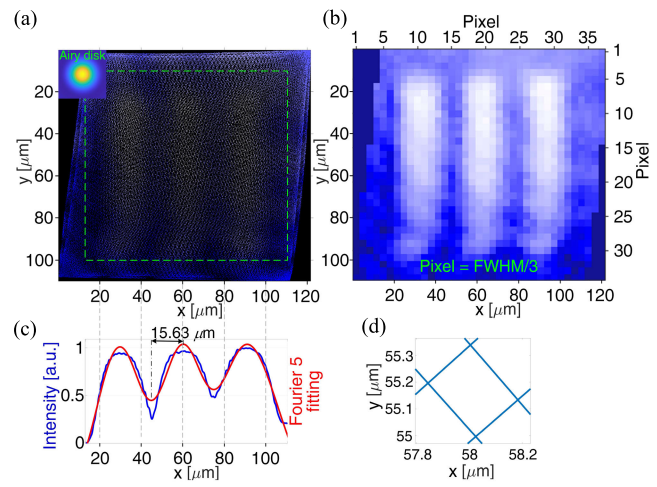 (a)
Airy disk
20
40
60
80
100
y [μm]
20 40 60 80 100
x [μm]
(b)
Pixel
1 5 10 15 20 25 30 35
1
5
10
15
20
25
30
Pixel
20
40
60
80
100
y [μm]
Pixel = FWHM/3
20 40 60 80 100 120
x [μm]
(c)
15.63 μm
1
0.5
0
Intensity [a.u.]
Fourier 5
fitting
20 40 60 80 100
x [μm]
(d)
55.3
55.2
55.1
55
y [μm]
57.8 58 58.2
x [μm]